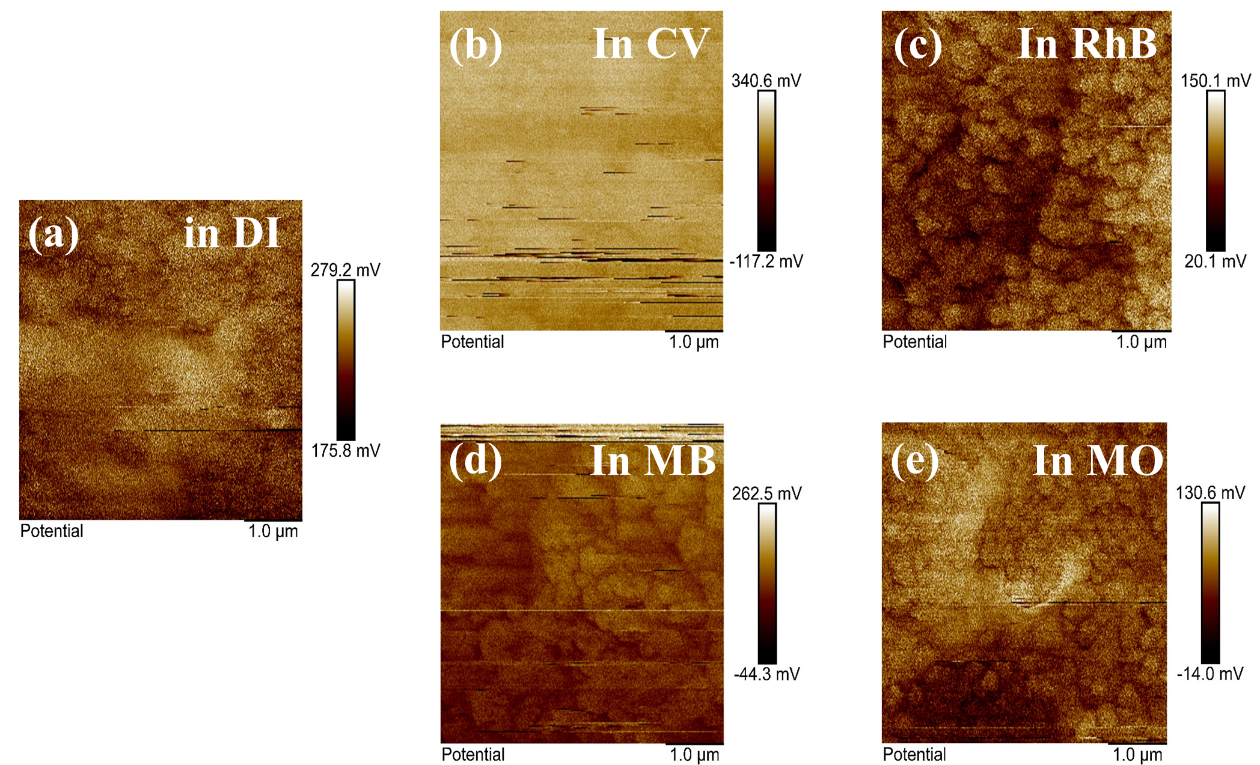 (a) in DI
279.2 mV
175.8 mV
Potential 1.0 µm
(b) In CV
340.6 mV
-117.2 mV
Potential 1.0 µm
(c) In RhB
150.1 mV
20.1 mV
Potential 1.0 µm
(d) In MB
262.5 mV
-44.3 mV
Potential 1.0 µm
(e) In MO
130.6 mV
-14.0 mV
Potential 1.0 µm